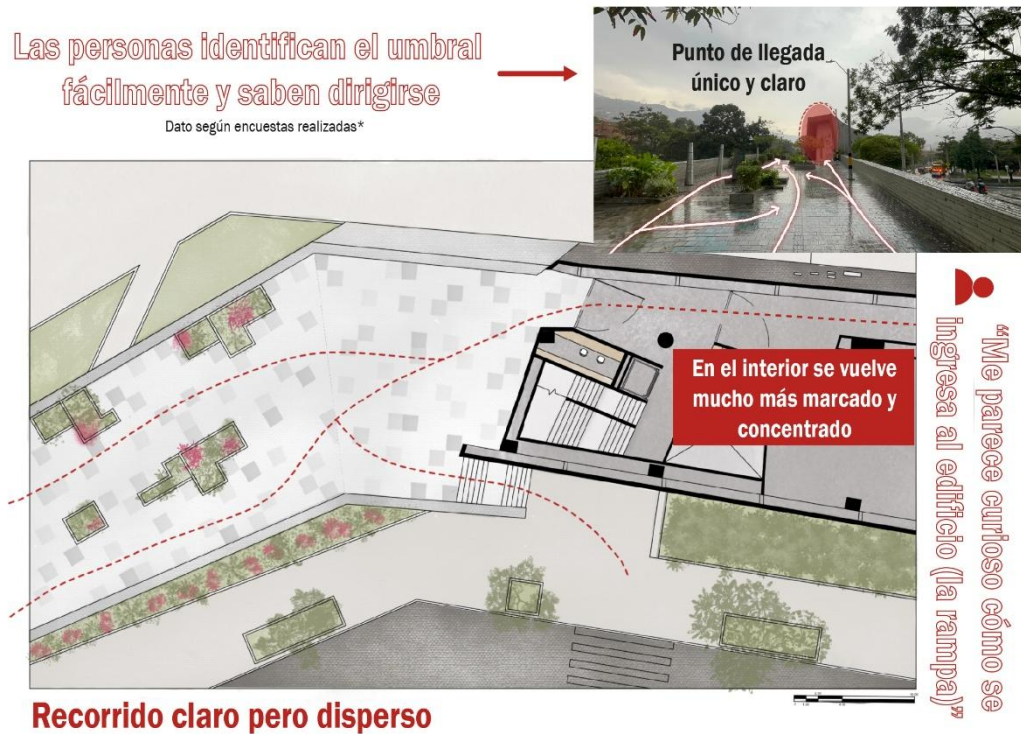 Las personas identifican el umbral
fácilmente y saben dirigirse
Dato según encuestas realizadas*
Punto de llegada
único y claro
En el interior se vuelve
mucho más marcado y
concentrado
“Me parece curioso cómo se
ingresa al edificio (la rampa)”
Recorrido claro pero disperso